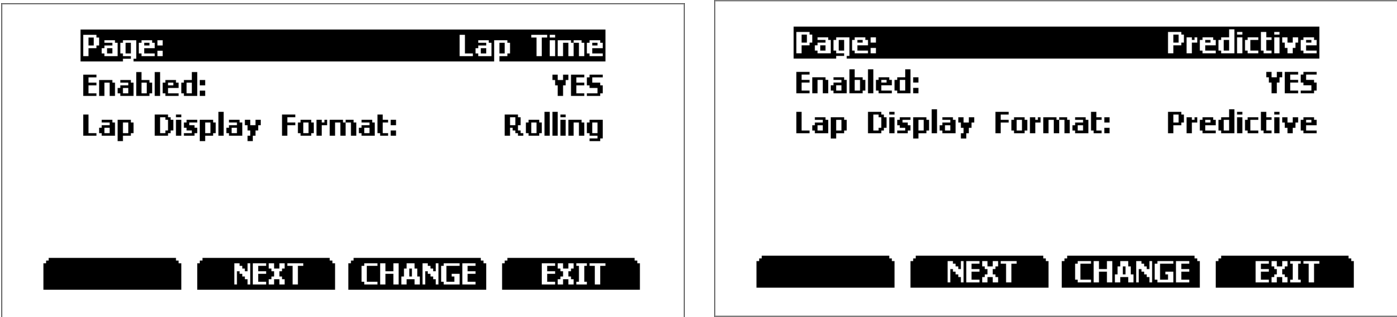 Page: Lap Time
Enabled: YES
Lap Display Format: Rolling
NEXT CHANGE EXIT
Page: Predictive
Enabled: YES
Lap Display Format: Predictive
NEXT CHANGE EXIT